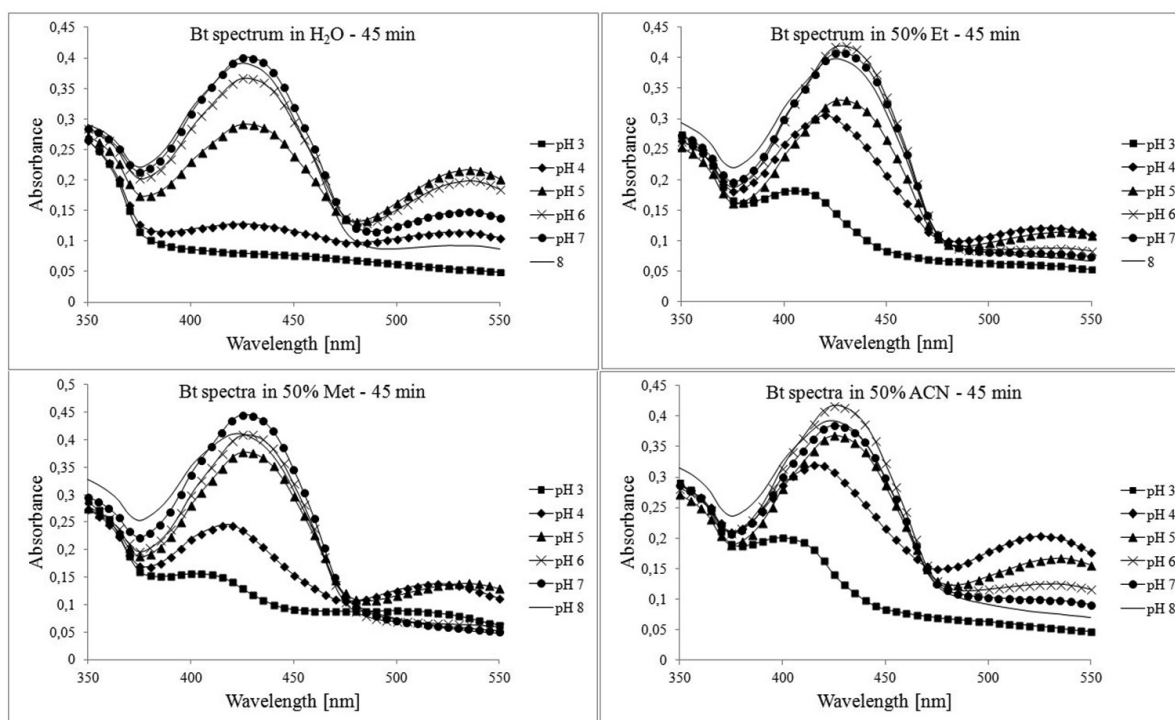 Bt spectrum in H₂O - 45 min
0,45
0,4
0,35
0,3
0,25
0,2
0,15
0,1
0,05
0
Absorbance
350 400 450 500 550
Wavelength [nm]
pH 3
pH 4
pH 5
pH 6
pH 7
8
Bt spectrum in 50% Et - 45 min
0,45
0,4
0,35
0,3
0,25
0,2
0,15
0,1
0,05
0
Absorbance
350 400 450 500 550
Wavelength [nm]
pH 3
pH 4
pH 5
pH 6
pH 7
8
Bt spectra in 50% Met - 45 min
0,5
0,45
0,4
0,35
0,3
0,25
0,2
0,15
0,1
0,05
0
Absorbance
350 400 450 500 550
Wavelength [nm]
pH 3
pH 4
pH 5
pH 6
pH 7
pH 8
Bt spectra in 50% ACN - 45 min
0,45
0,4
0,35
0,3
0,25
0,2
0,15
0,1
0,05
0
Absorbance
350 400 450 500 550
Wavelength [nm]
pH 3
pH 4
pH 5
pH 6
pH 7
pH 8